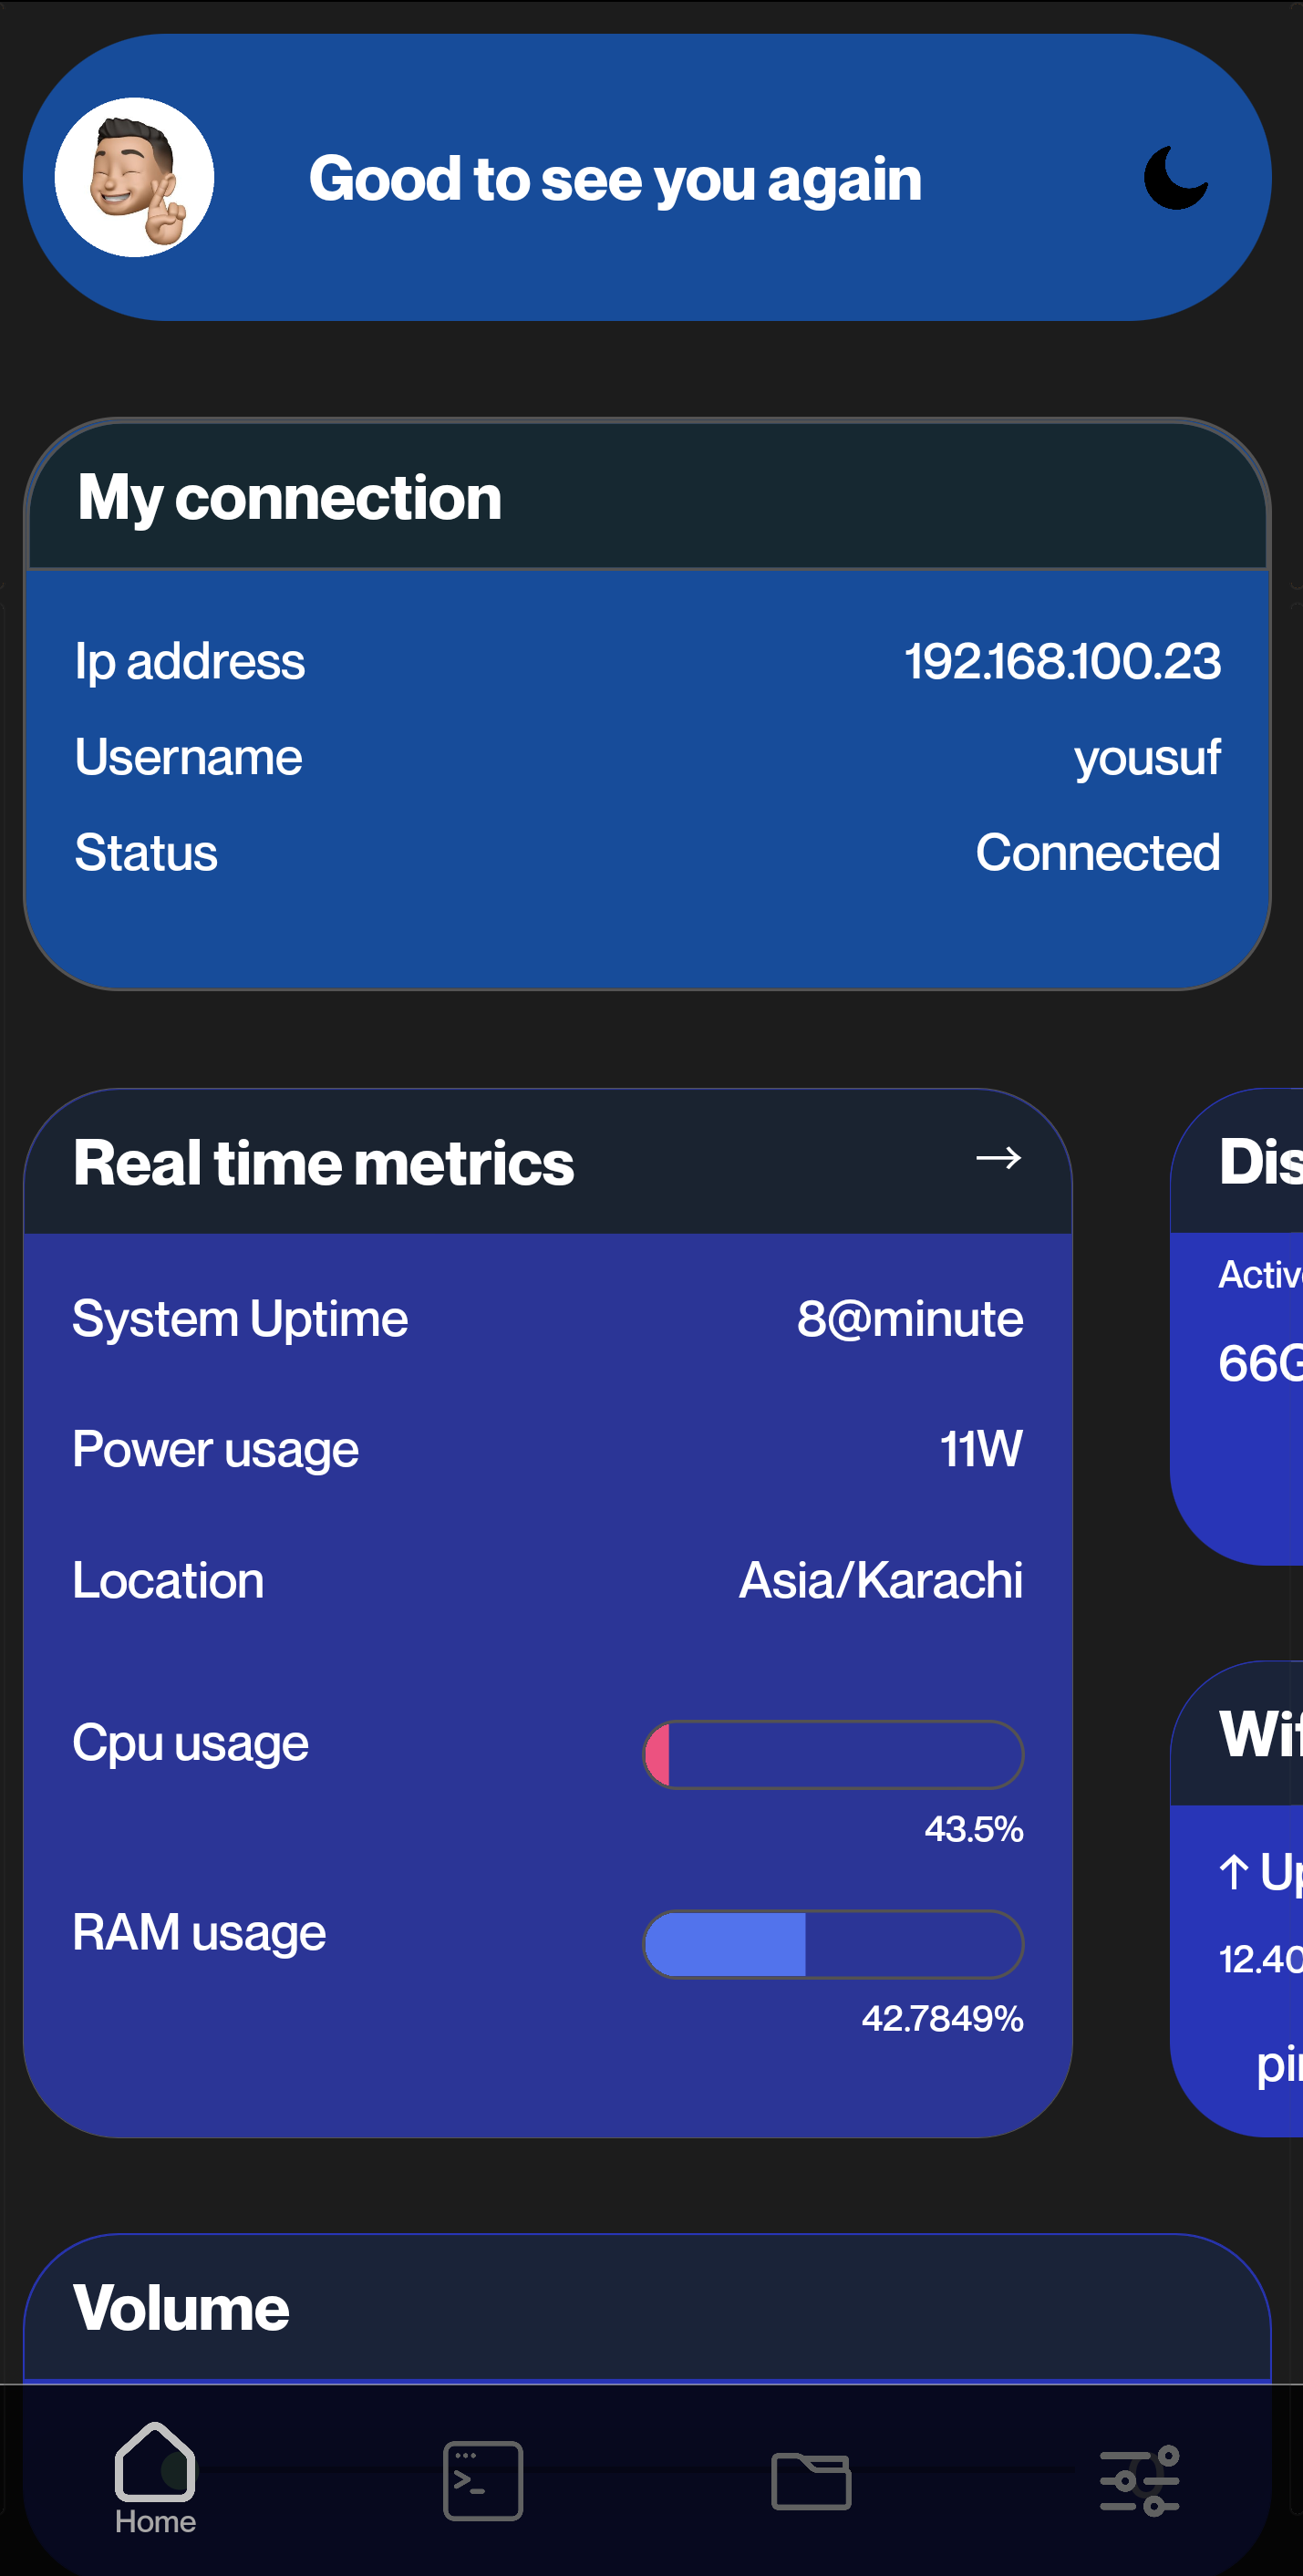 Good to see you again
My connection
Ip address 192.168.100.23
Username yousuf
Status Connected
Real time metrics →
System Uptime 8@minute
Power usage 11W
Location Asia/Karachi
Cpu usage
43.5%
RAM usage
42.7849%
Dis
Activ
66G
Wif
↑ Up
12.40
pin
Volume
Home